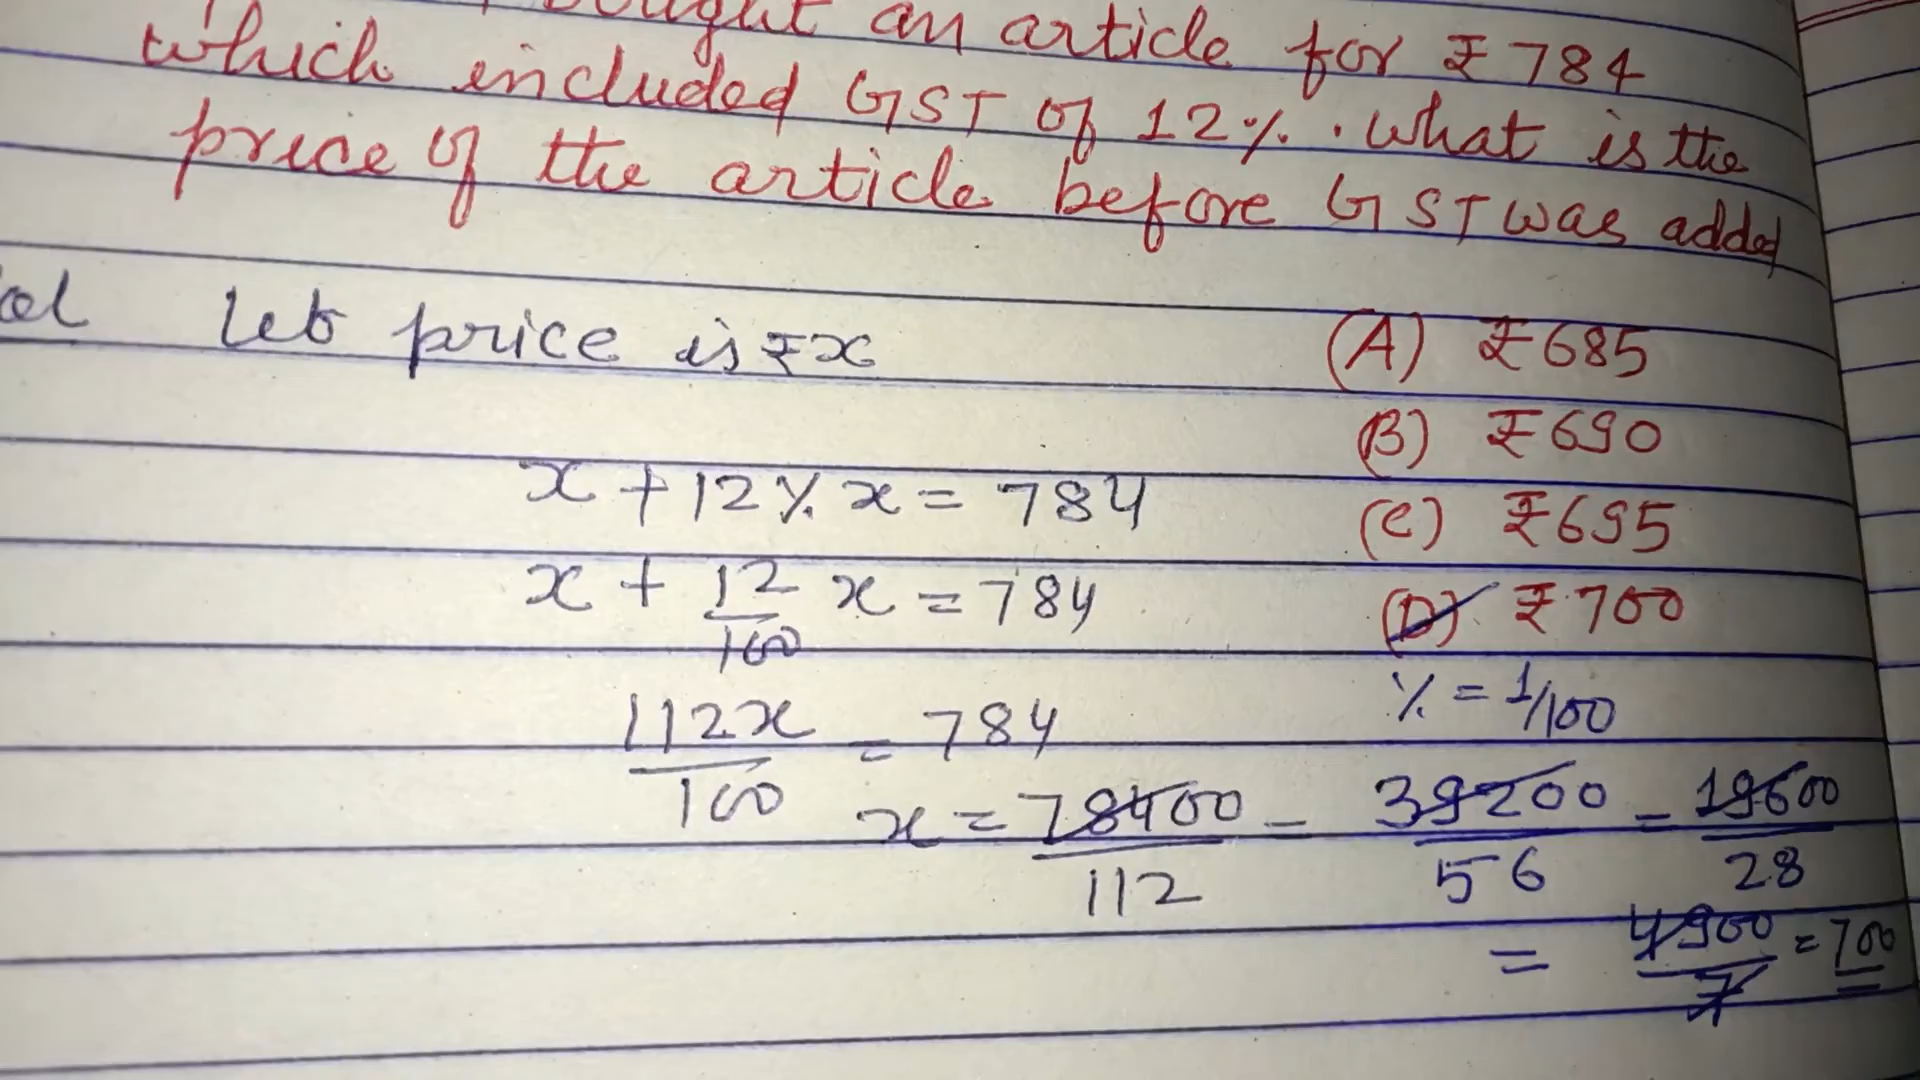 bought an article for ₹784
which included GST of 12%. What is the
price of the article before GST was added
Let price is ₹x
(A) ₹685
(B) ₹690
x + 12% x = 784
(C) ₹695
x + 12/100 x = 784
(D) ₹700
% = 1/100
112x/100 = 784
x = 78400/112 = 39200/56 = 19600/28
= 4900/7 = 700